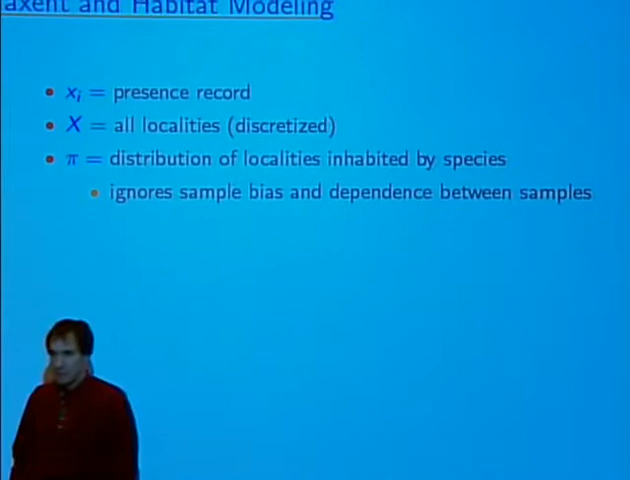 axent and Habitat Modeling
• xᵢ = presence record
• X = all localities (discretized)
• π = distribution of localities inhabited by species
• ignores sample bias and dependence between samples